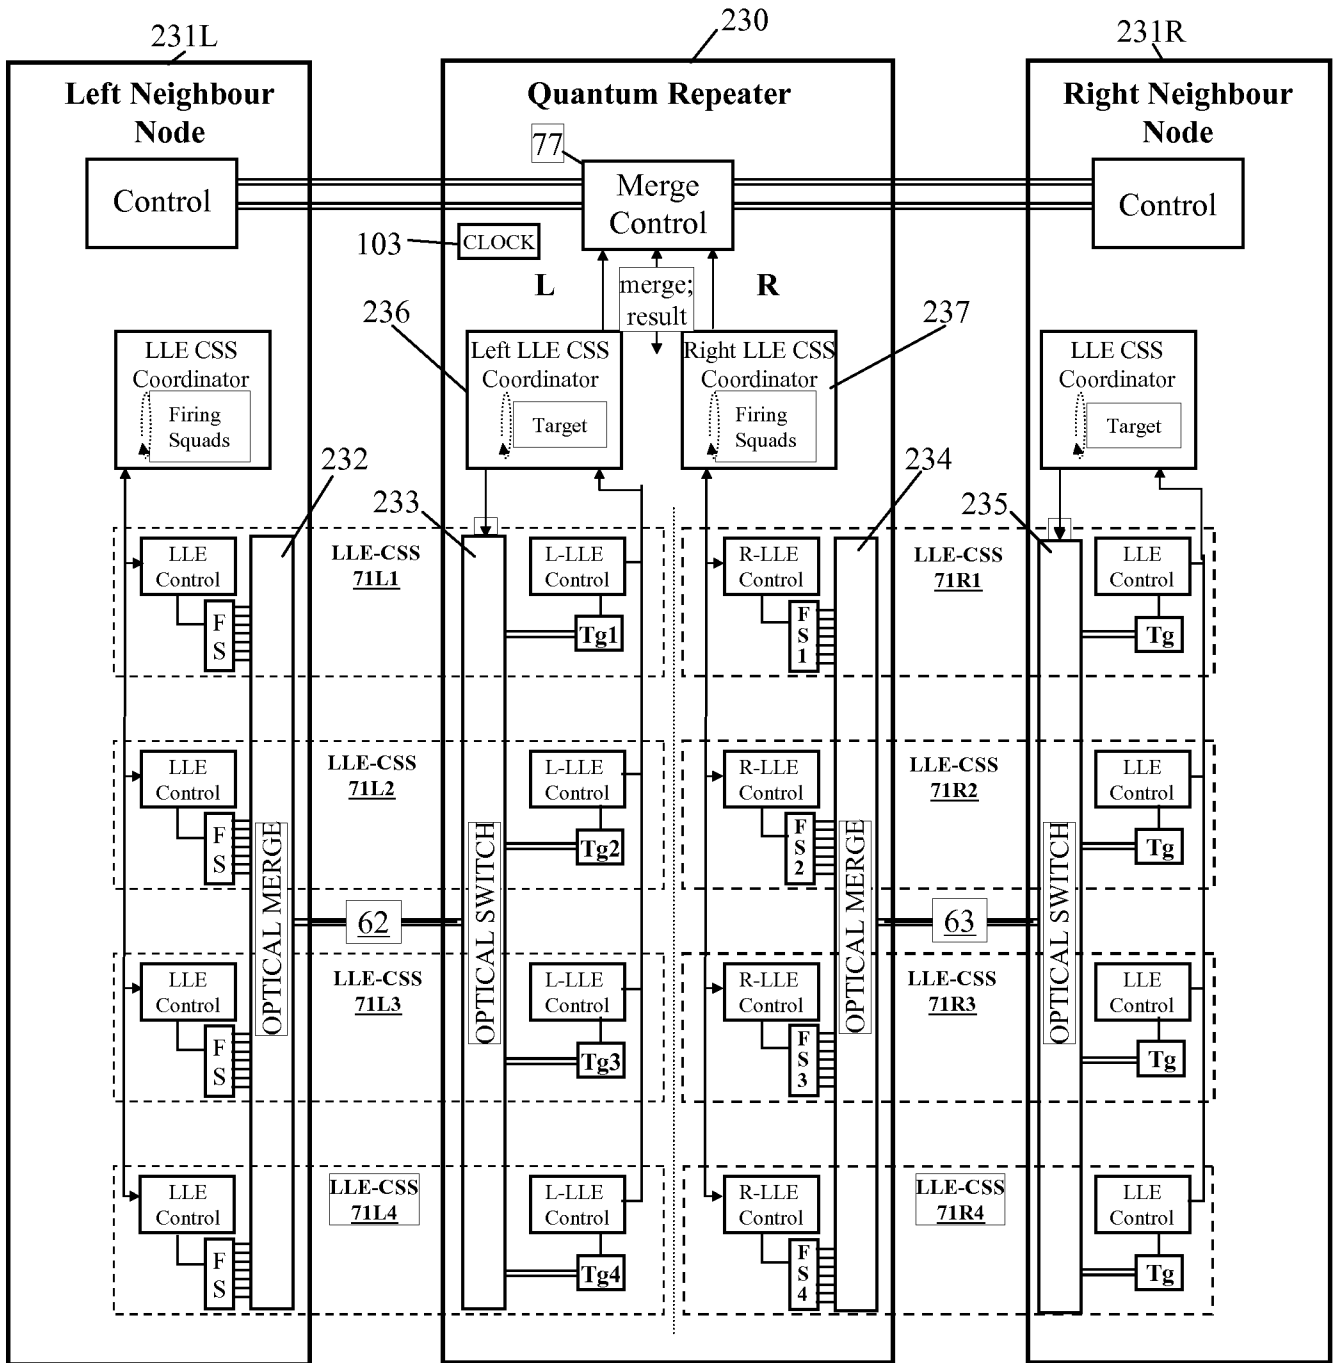 231L
230
231R
Left Neighbour
Node
Quantum Repeater
Right Neighbour
Node
77
Control
Merge
Control
Control
103
CLOCK
L
merge;
result
R
236
237
LLE CSS
Coordinator
Firing
Squads
Left LLE CSS
Coordinator
Target
Right LLE CSS
Coordinator
Firing
Squads
LLE CSS
Coordinator
Target
232
233
234
235
LLE
Control
F
S
LLE-CSS
71L1
L-LLE
Control
Tg1
R-LLE
Control
F
S
1
LLE-CSS
71R1
LLE
Control
Tg
LLE
Control
F
S
LLE-CSS
71L2
L-LLE
Control
Tg2
R-LLE
Control
F
S
2
LLE-CSS
71R2
LLE
Control
Tg
OPTICAL MERGE
62
OPTICAL SWITCH
OPTICAL MERGE
63
OPTICAL SWITCH
LLE
Control
F
S
LLE-CSS
71L3
L-LLE
Control
Tg3
R-LLE
Control
F
S
3
LLE-CSS
71R3
LLE
Control
Tg
LLE
Control
F
S
LLE-CSS
71L4
L-LLE
Control
Tg4
R-LLE
Control
F
S
4
LLE-CSS
71R4
LLE
Control
Tg